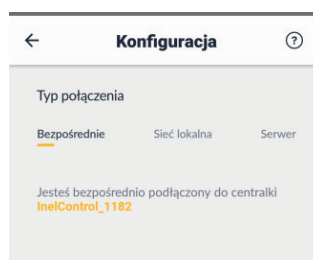 Konfiguracja
?
Typ połączenia
Bezpośrednie Sieć lokalna Serwer
Jesteś bezpośrednio podłączony do centralki
InelControl_1182